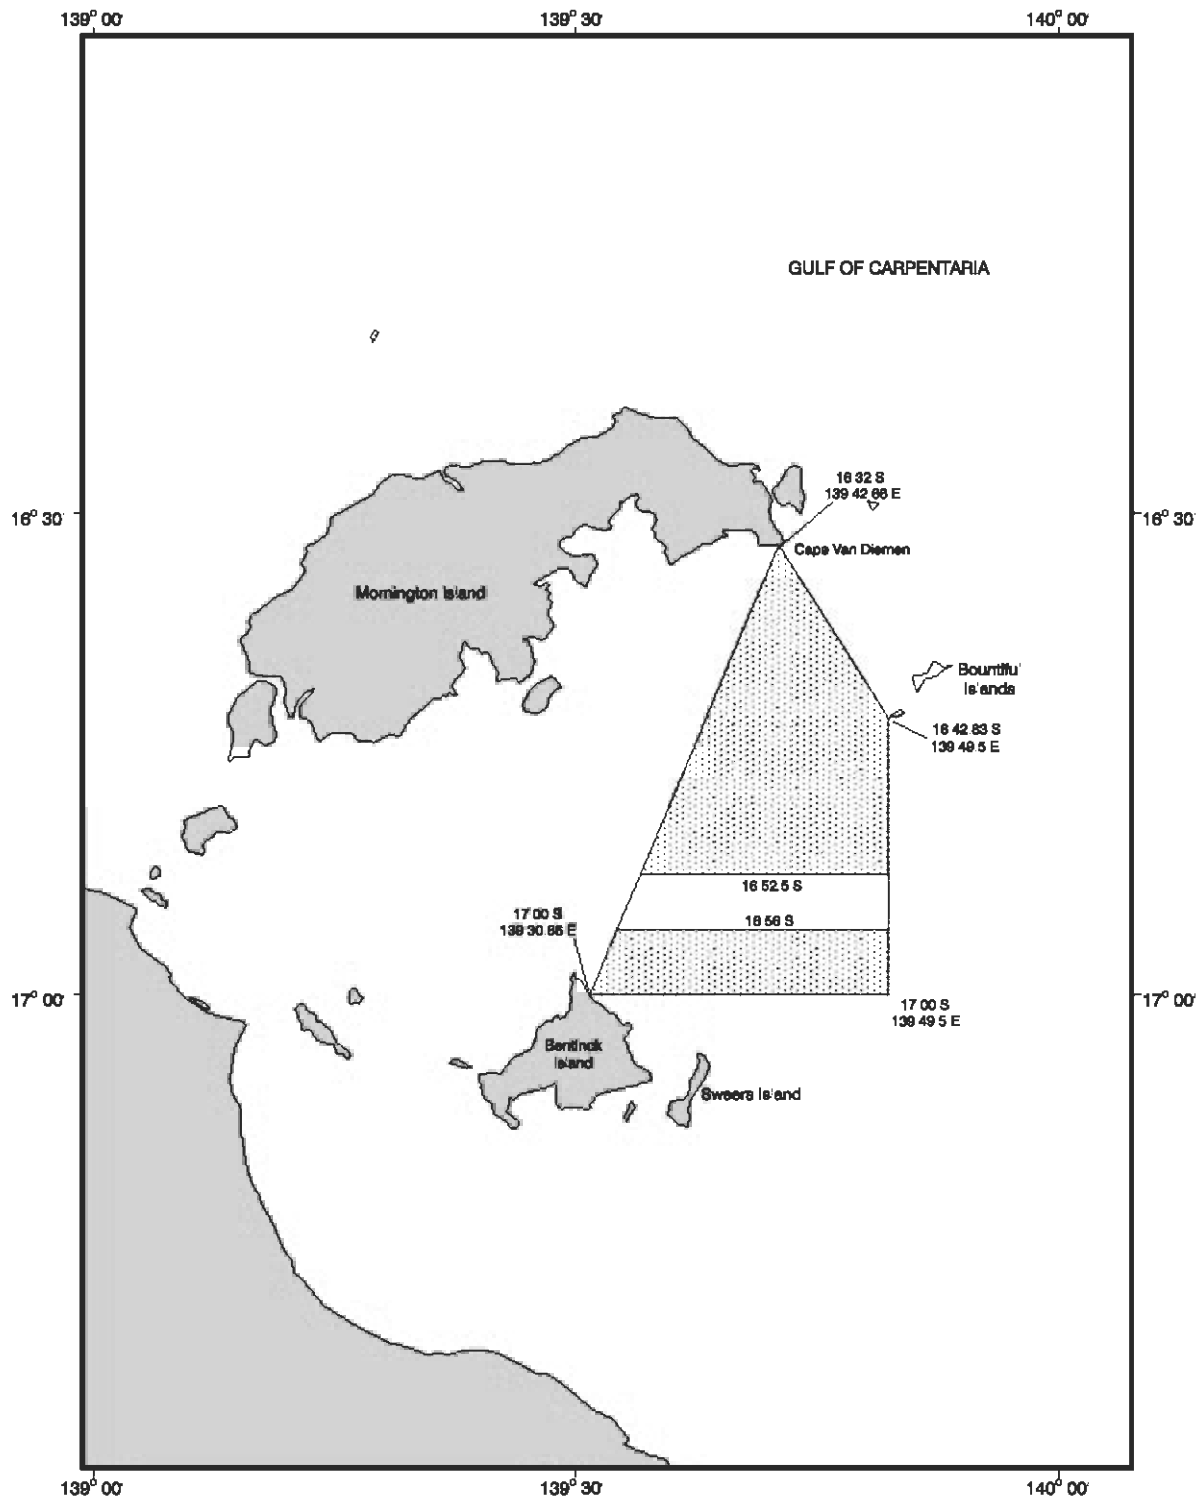 139° 00'
139° 30'
140° 00'
GULF OF CARPENTARIA
16 32 S
139 42 66 E
16° 30'
16° 30'
Cape Van Diemen
Mornington Island
Bountiful
Islands
16 42.83 S
139 49.5 E
16 52.5 S
16 56 S
17 00 S
139 30.86 E
17° 00'
17° 00'
17 00 S
139 49 5 E
Bentinck
Island
Sweers Island
139° 00'
139° 30'
140° 00'